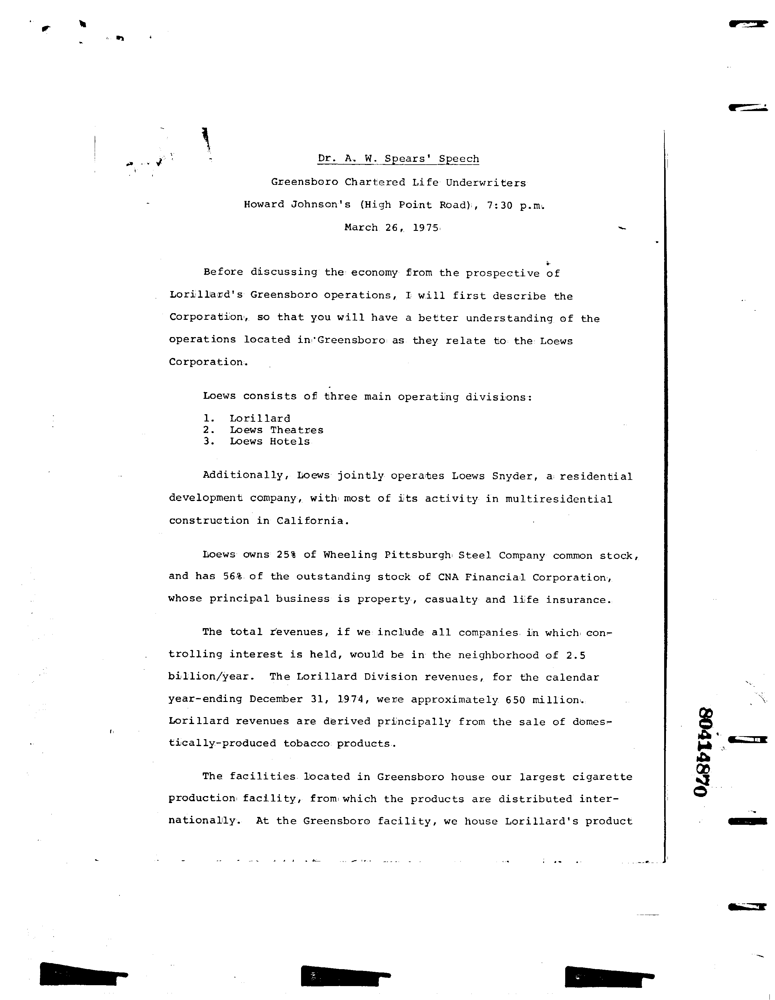 Dr. A. W. Spears' Speech
Greensboro Chartered Life Underwriters
Howard Johnson's (High Point Road), 7:30 p.m.
March 26, 1975
Before discussing the economy from the prospective of
Lorillard's Greensboro operations, I will first describe the
Corporation, so that you will have a better understanding of the
operations located in Greensboro as they relate to the Loews
Corporation.
Loews consists of three main operating divisions:
1. Lorillard
2. Loews Theatres
3. Loews Hotels
Additionally, Loews jointly operates Loews Snyder, a residential
development company, with most of its activity in multiresidential
construction in California.
Loews owns 25% of Wheeling Pittsburgh Steel Company common stock,
and has 56% of the outstanding stock of CNA Financial Corporation,
whose principal business is property, casualty and life insurance.
The total revenues, if we include all companies in which con-
trolling interest is held, would be in the neighborhood of 2.5
billion/year. The Lorillard Division revenues, for the calendar
year-ending December 31, 1974, were approximately 650 million.
Lorillard revenues are derived principally from the sale of domes-
tically-produced tobacco products.
The facilities located in Greensboro house our largest cigarette
production facility, from which the products are distributed inter-
nationally. At the Greensboro facility, we house Lorillard's product
80414870